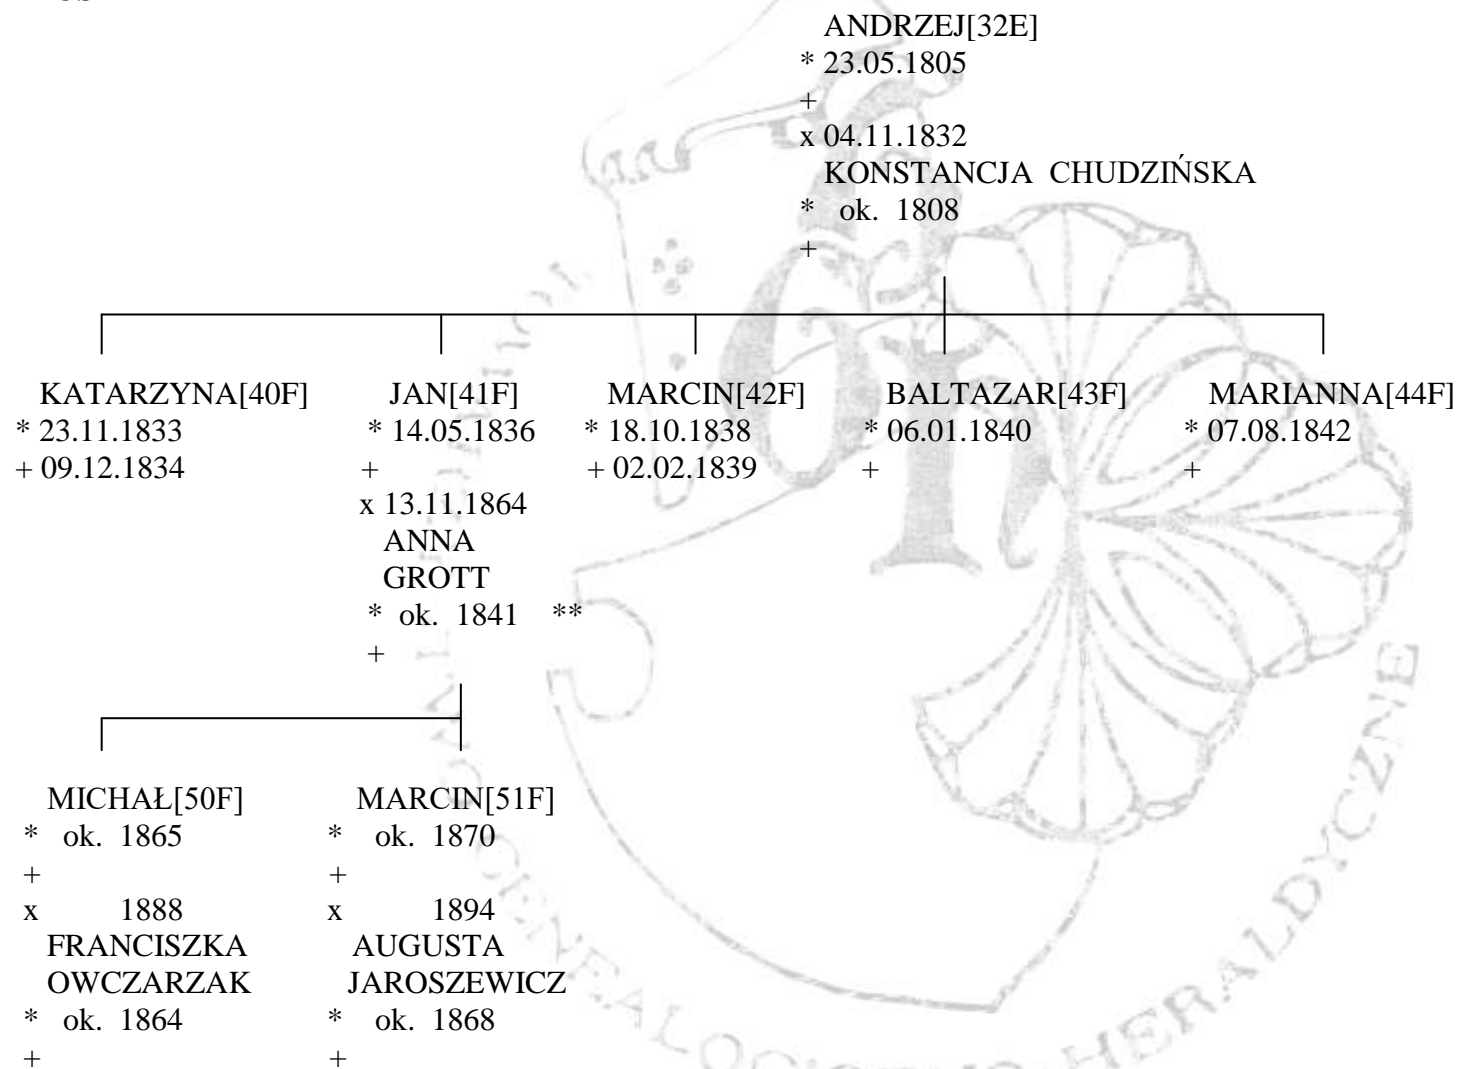 ANDRZEJ[32E]
* 23.05.1805
+
x 04.11.1832
KONSTANCJA CHUDZIŃSKA
* ok. 1808
+
KATARZYNA[40F]
* 23.11.1833
+ 09.12.1834
JAN[41F]
* 14.05.1836
+
x 13.11.1864
ANNA
GROTT
* ok. 1841 **
+
MARCIN[42F]
* 18.10.1838
+ 02.02.1839
BALTAZAR[43F]
* 06.01.1840
+
MARIANNA[44F]
* 07.08.1842
+
MICHAŁ[50F]
* ok. 1865
+
x 1888
FRANCISZKA
OWCZARZAK
* ok. 1864
+
MARCIN[51F]
* ok. 1870
+
x 1894
AUGUSTA
JAROSZEWICZ
* ok. 1868
+